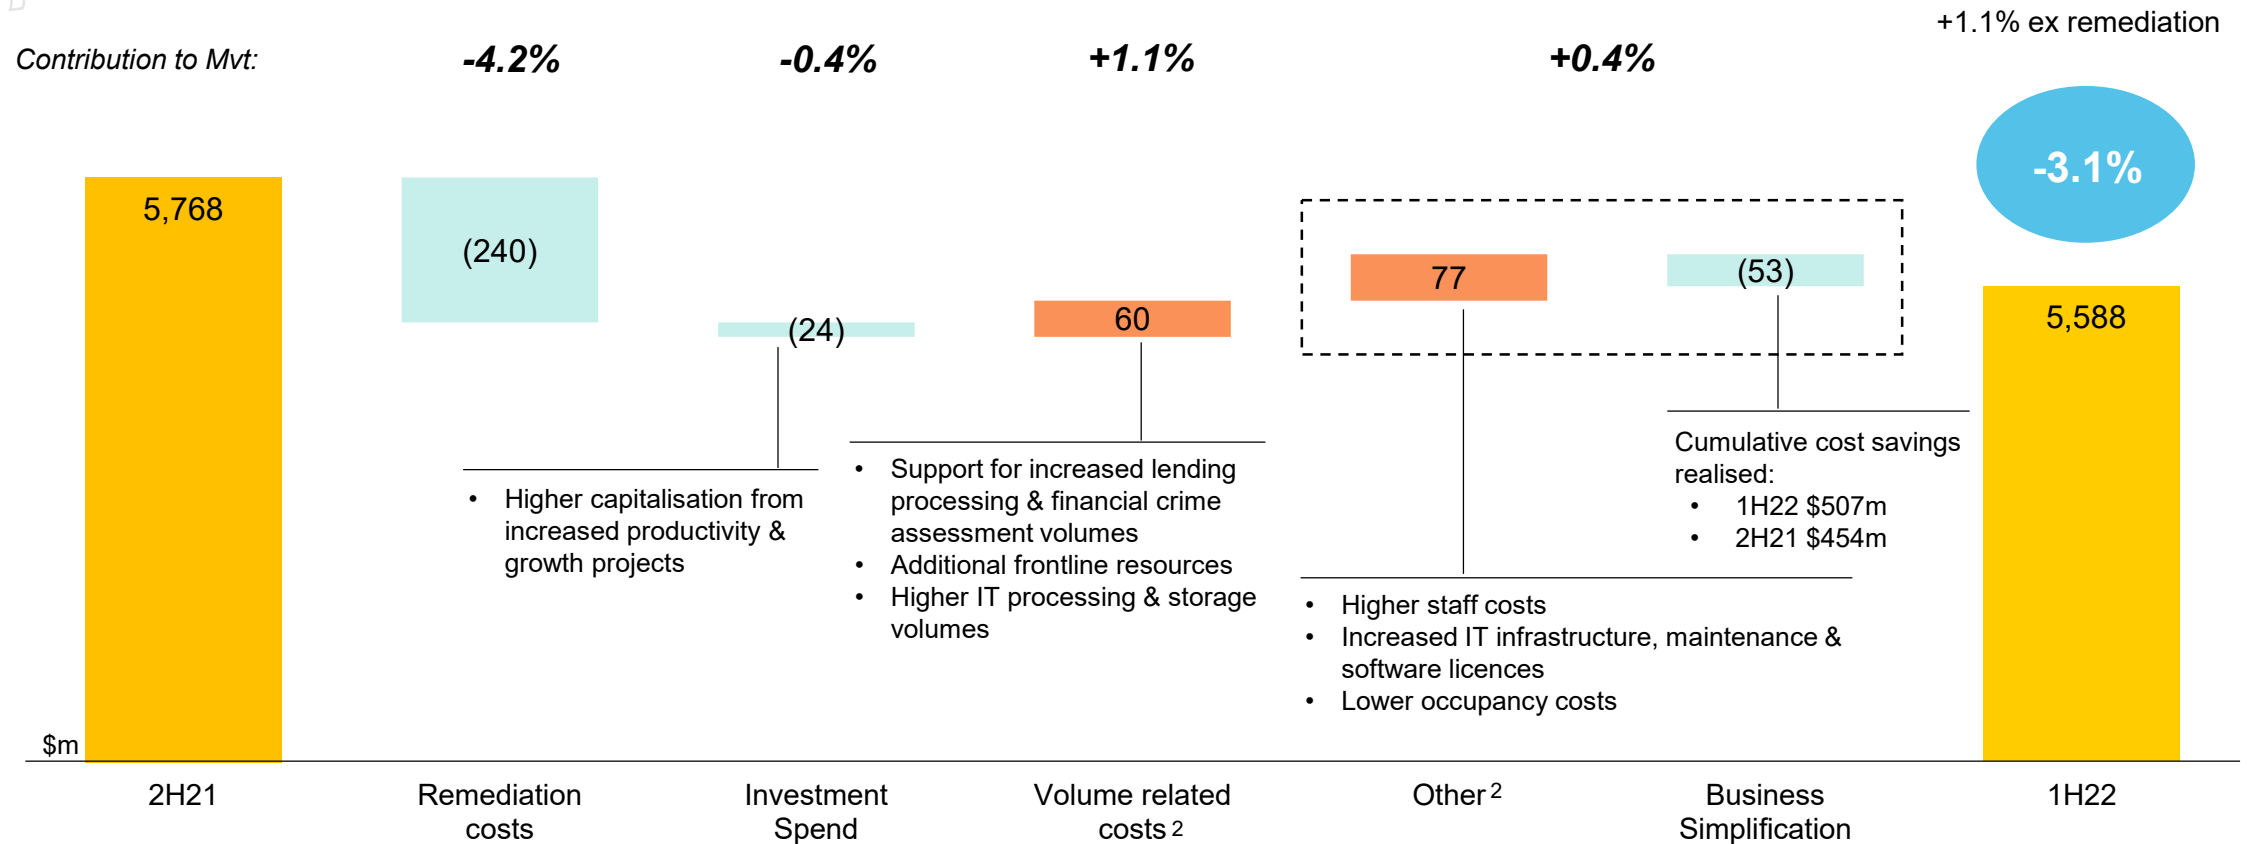 +1.1% ex remediation
Contribution to Mvt:
-4.2%
-0.4%
+1.1%
+0.4%
-3.1%
5,768
(240)
(24)
60
77
(53)
5,588
• Higher capitalisation from
increased productivity &
growth projects
• Support for increased lending
processing & financial crime
assessment volumes
• Additional frontline resources
• Higher IT processing & storage
volumes
• Higher staff costs
• Increased IT infrastructure, maintenance &
software licences
• Lower occupancy costs
Cumulative cost savings
realised:
• 1H22 $507m
• 2H21 $454m
$m
2H21
Remediation
costs
Investment
Spend
Volume related
costs 2
Other 2
Business
Simplification
1H22